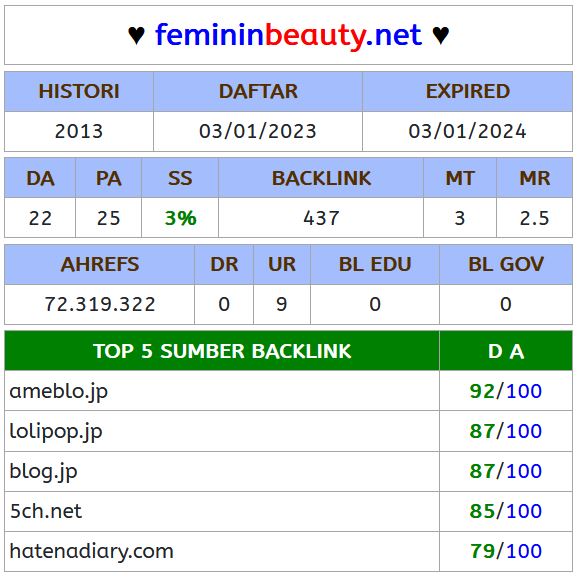 ♥ femininbeauty.net ♥
HISTORI DAFTAR EXPIRED
2013 03/01/2023 03/01/2024
DA PA SS BACKLINK MT MR
22 25 3% 437 3 2.5
AHREFS DR UR BL EDU BL GOV
72.319.322 0 9 0 0
TOP 5 SUMBER BACKLINK D A
ameblo.jp 92/100
lolipop.jp 87/100
blog.jp 87/100
5ch.net 85/100
hatenadiary.com 79/100